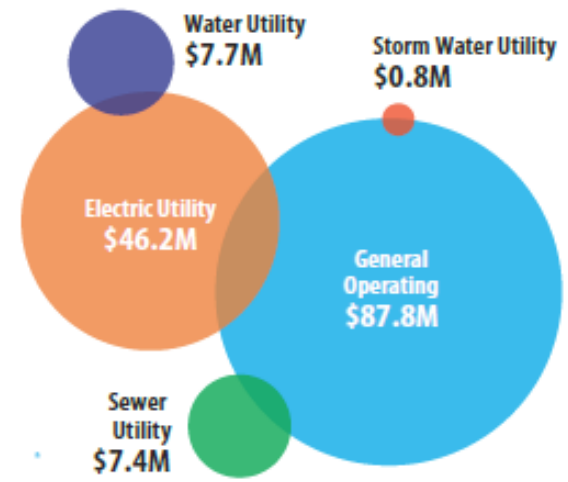 Water Utility
$7.7M
Storm Water Utility
$0.8M
Electric Utility
$46.2M
General
Operating
$87.8M
Sewer
Utility
$7.4M